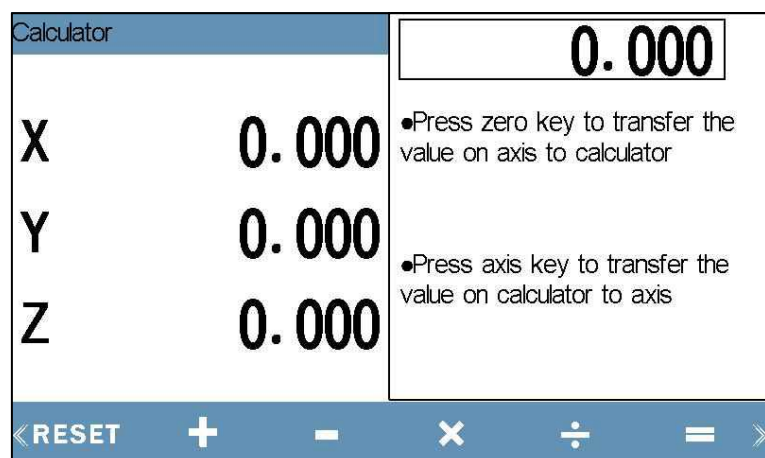 Calculator
X 0.000
Y 0.000
Z 0.000
0.000
●Press zero key to transfer the
value on axis to calculator
●Press axis key to transfer the
value on calculator to axis
«RESET + - × ÷ = »